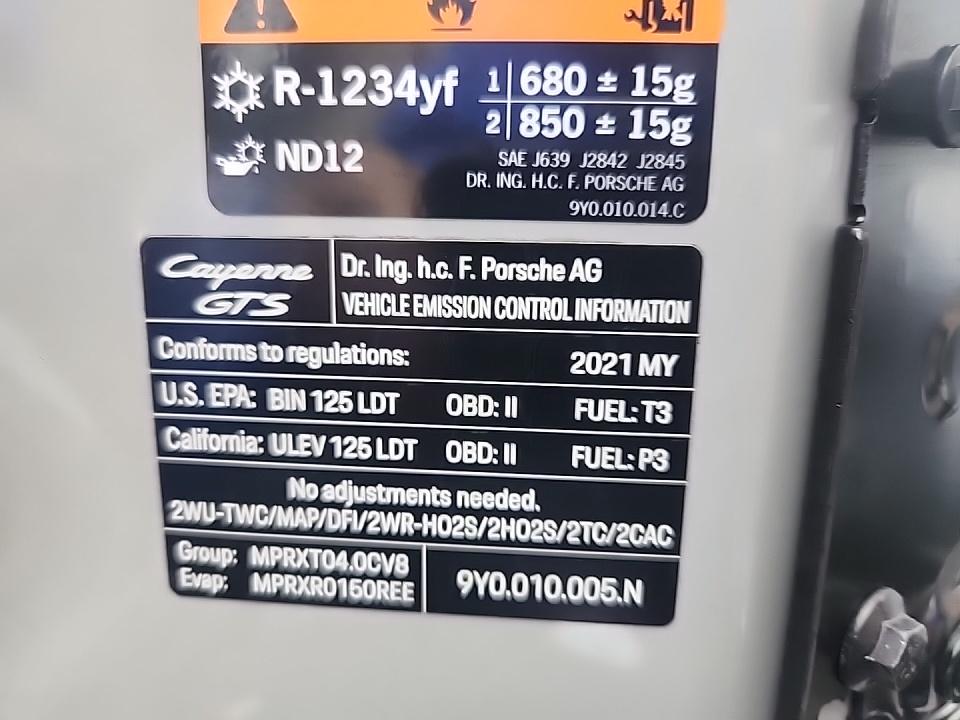 R-1234yf
1 680 ± 15g
2 850 ± 15g
ND12
SAE J639 J2842 J2845
DR. ING. H.C. F. PORSCHE AG
9Y0.010.014.C
Cayenne
GTS
Dr. Ing. h.c. F. Porsche AG
VEHICLE EMISSION CONTROL INFORMATION
Conforms to regulations: 2021 MY
U.S. EPA: BIN 125 LDT OBD: II FUEL: T3
California: ULEV 125 LDT OBD: II FUEL: P3
No adjustments needed.
2WU-TWC/MAP/DFI/2WR-HO2S/2HO2S/2TC/2CAC
Group: MPRXT04.0CV8
Evap: MPRXR0150REE
9Y0.010.005.N